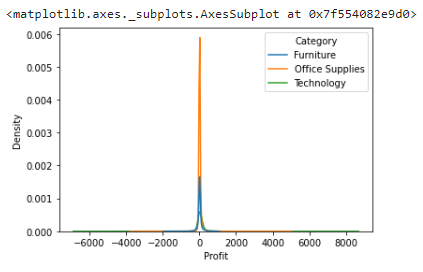 <matplotlib.axes._subplots.AxesSubplot at 0x7f554082e9d0>
Category
Furniture
Office Supplies
Technology
Density
0.006
0.005
0.004
0.003
0.002
0.001
0.000
−6000 −4000 −2000 0 2000 4000 6000 8000
Profit